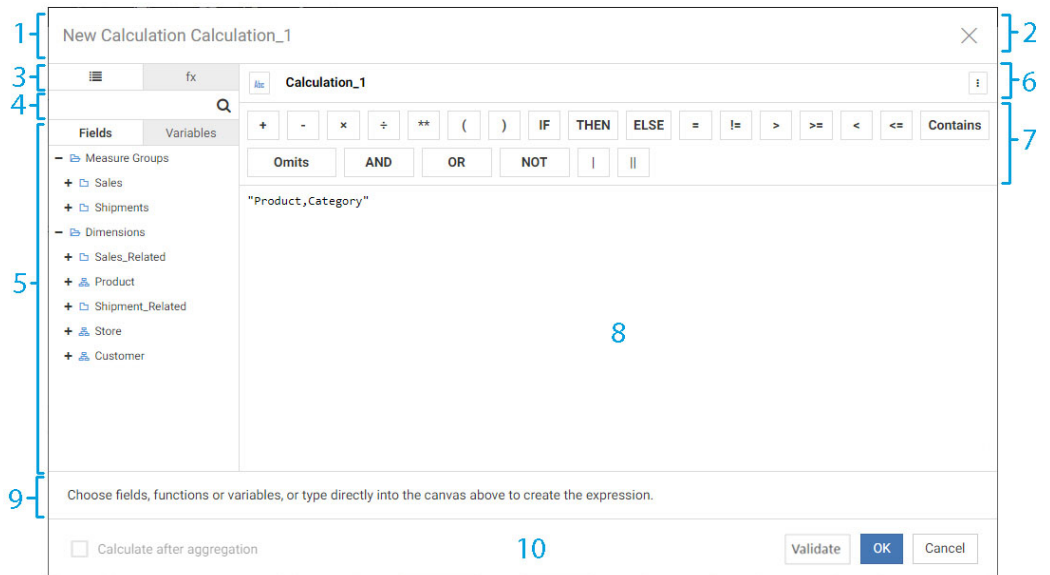 1
New Calculation Calculation_1
2
3
fx
Abc
Calculation_1
6
4
5
Fields Variables
+ - × ÷ ** ( ) IF THEN ELSE = != > >= < <= Contains
7
Omits AND OR NOT | ||
Measure Groups
Sales
Shipments
Dimensions
Sales_Related
Product
Shipment_Related
Store
Customer
"Product,Category"
8
9
Choose fields, functions or variables, or type directly into the canvas above to create the expression.
Calculate after aggregation
10
Validate OK Cancel